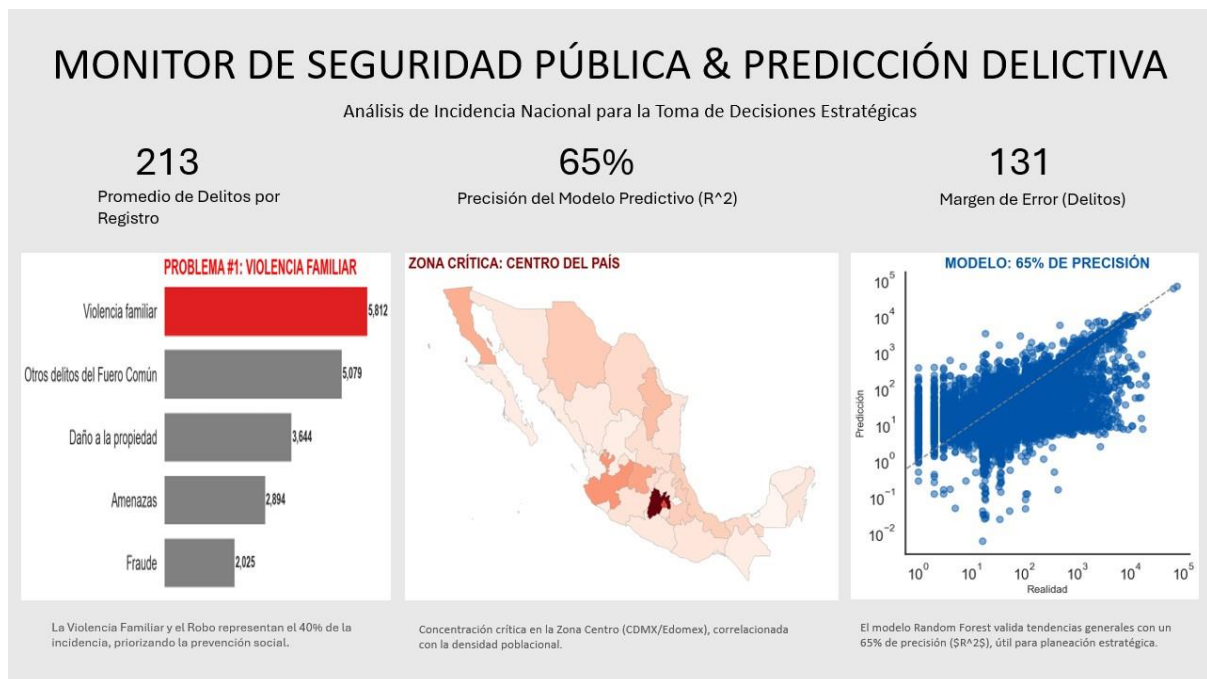 MONITOR DE SEGURIDAD PÚBLICA & PREDICCIÓN DELICTIVA
Análisis de Incidencia Nacional para la Toma de Decisiones Estratégicas
213
Promedio de Delitos por
Registro
65%
Precisión del Modelo Predictivo (R^2)
131
Margen de Error (Delitos)
PROBLEMA #1: VIOLENCIA FAMILIAR
Violencia familiar
5,812
Otros delitos del Fuero Común
5,079
Daño a la propiedad
3,644
Amenazas
2,894
Fraude
2,025
La Violencia Familiar y el Robo representan el 40% de la
incidencia, priorizando la prevención social.
ZONA CRÍTICA: CENTRO DEL PAÍS
Concentración crítica en la Zona Centro (CDMX/Edomex), correlacionada
con la densidad poblacional.
MODELO: 65% DE PRECISIÓN
Predicción
10^5
10^4
10^3
10^2
10^1
10^0
10^-1
10^-2
10^0 10^1 10^2 10^3 10^4 10^5
Realidad
El modelo Random Forest valida tendencias generales con un
65% de precisión ($R^2$), útil para planeación estratégica.